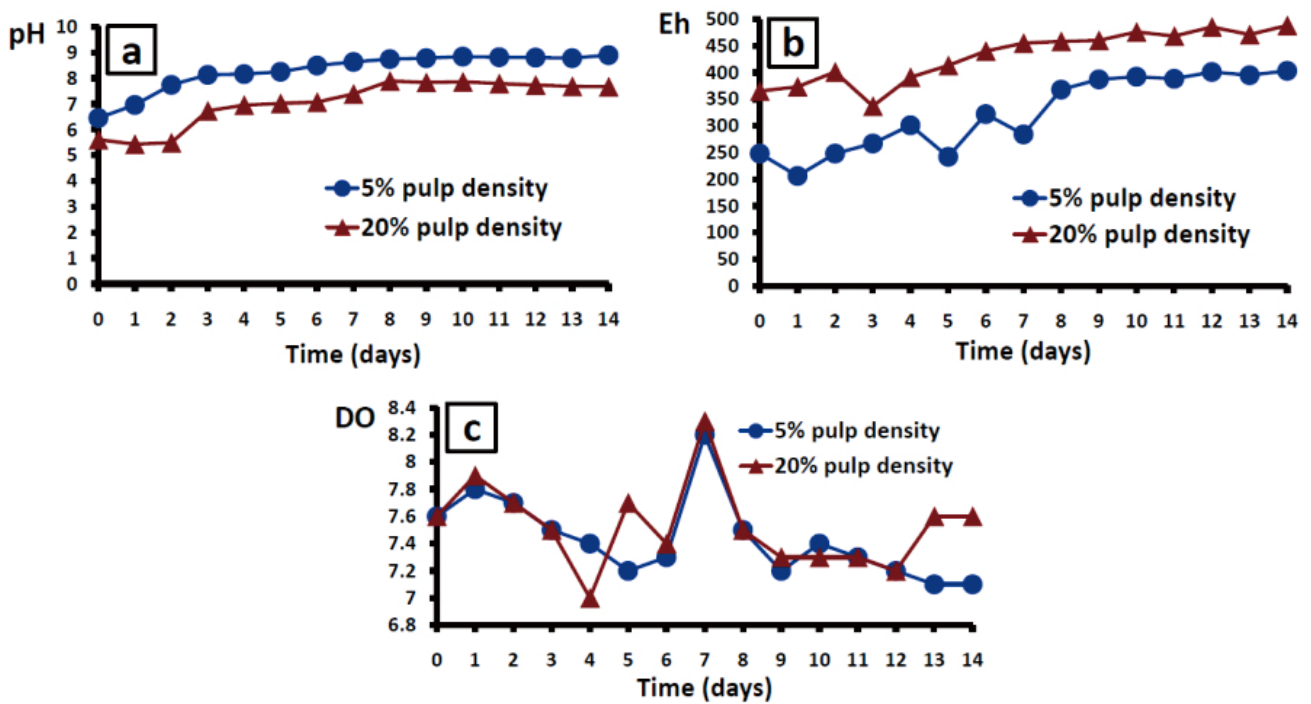 pH
a
10
9
8
7
6
5
4
3
2
1
0
5% pulp density
20% pulp density
0 1 2 3 4 5 6 7 8 9 10 11 12 13 14
Time (days)
Eh
b
500
450
400
350
300
250
200
150
100
50
0
5% pulp density
20% pulp density
0 1 2 3 4 5 6 7 8 9 10 11 12 13 14
Time (days)
DO
c
8.4
8.2
8
7.8
7.6
7.4
7.2
7
6.8
5% pulp density
20% pulp density
0 1 2 3 4 5 6 7 8 9 10 11 12 13 14
Time (days)